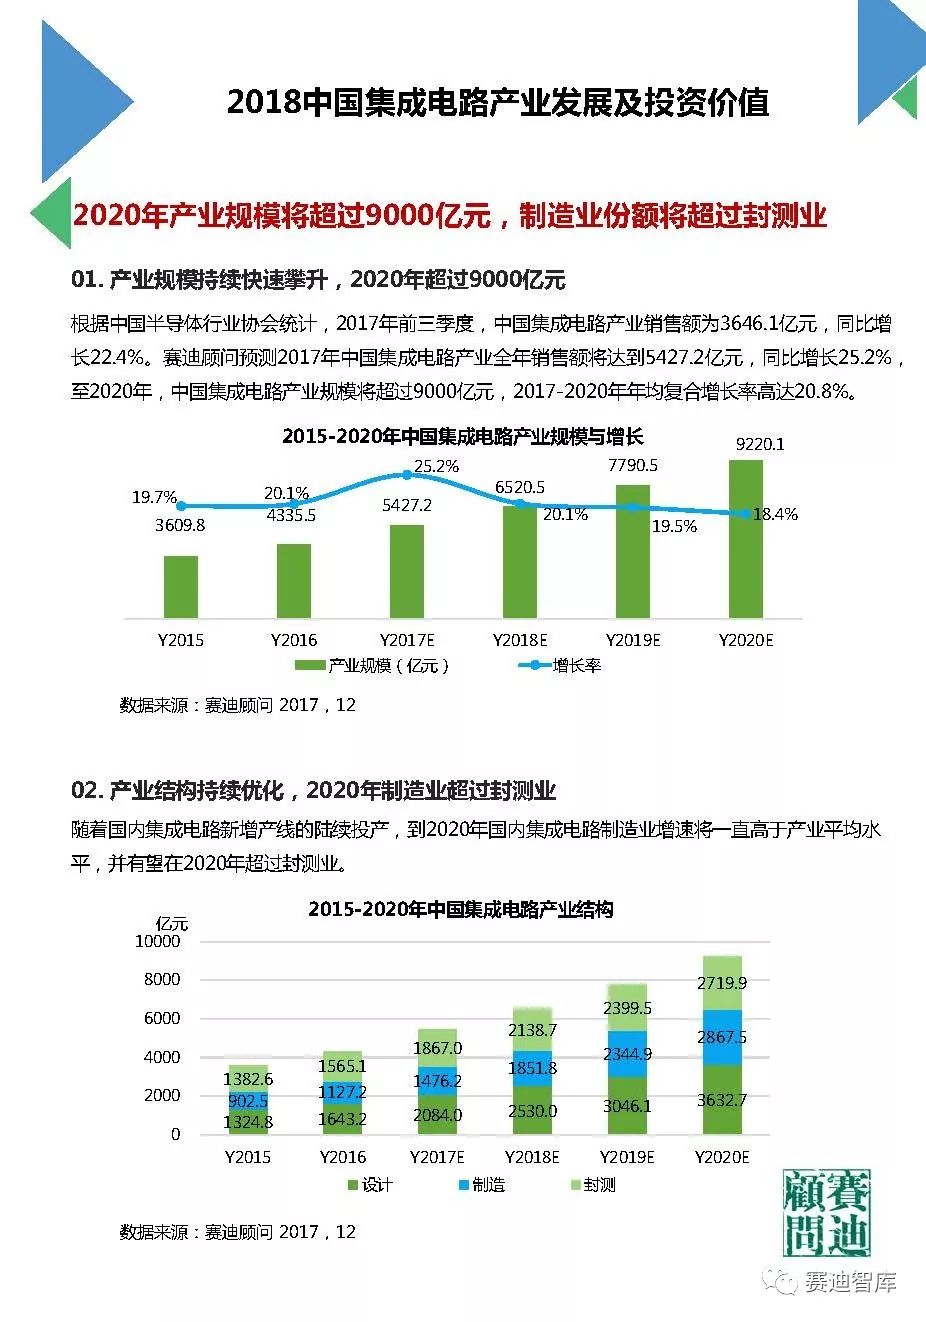 2018中国集成电路产业发展及投资价值
2020年产业规模将超过9000亿元，制造业份额将超过封测业
01. 产业规模持续快速攀升，2020年超过9000亿元
根据中国半导体行业协会统计，2017年前三季度，中国集成电路产业销售额为3646.1亿元，同比增
长22.4%。赛迪顾问预测2017年中国集成电路产业全年销售额将达到5427.2亿元，同比增长25.2%，
至2020年，中国集成电路产业规模将超过9000亿元，2017-2020年年均复合增长率高达20.8%。
2015-2020年中国集成电路产业规模与增长
19.7% 20.1% 25.2% 20.1% 19.5% 18.4%
3609.8 4335.5 5427.2 6520.5 7790.5 9220.1
Y2015 Y2016 Y2017E Y2018E Y2019E Y2020E
产业规模（亿元） 增长率
数据来源：赛迪顾问 2017，12
02. 产业结构持续优化，2020年制造业超过封测业
随着国内集成电路新增产线的陆续投产，到2020年国内集成电路制造业增速将一直高于产业平均水
平，并有望在2020年超过封测业。
2015-2020年中国集成电路产业结构
亿元
10000
8000
6000
4000
2000
0
1382.6 1565.1 1867.0 2138.7 2399.5 2719.9
902.5 1127.2 1476.2 1851.8 2344.9 2867.5
1324.8 1643.2 2084.0 2530.0 3046.1 3632.7
Y2015 Y2016 Y2017E Y2018E Y2019E Y2020E
设计 制造 封测
数据来源：赛迪顾问 2017，12
賽迪
顧問
赛迪智库